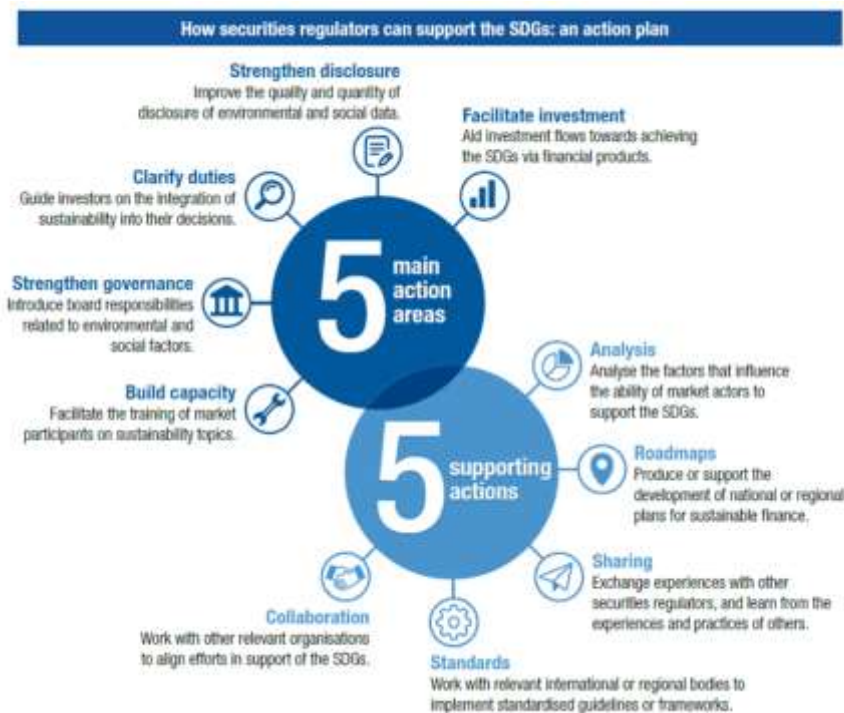 How securities regulators can support the SDGs: an action plan
Strengthen disclosure
Improve the quality and quantity of
disclosure of environmental and social data.
Facilitate investment
Aid investment flows towards achieving
the SDGs via financial products.
Clarify duties
Guide investors on the integration of
sustainability into their decisions.
Strengthen governance
Introduce board responsibilities
related to environmental and
social factors.
Build capacity
Facilitate the training of market
participants on sustainability topics.
5
main
action
areas
5
supporting
actions
Analysis
Analyse the factors that influence
the ability of market actors to
support the SDGs.
Roadmaps
Produce or support the
development of national or regional
plans for sustainable finance.
Sharing
Exchange experiences with other
securities regulators, and learn from the
experiences and practices of others.
Collaboration
Work with other relevant organisations
to align efforts in support of the SDGs.
Standards
Work with relevant international or regional bodies to
implement standardised guidelines or frameworks.